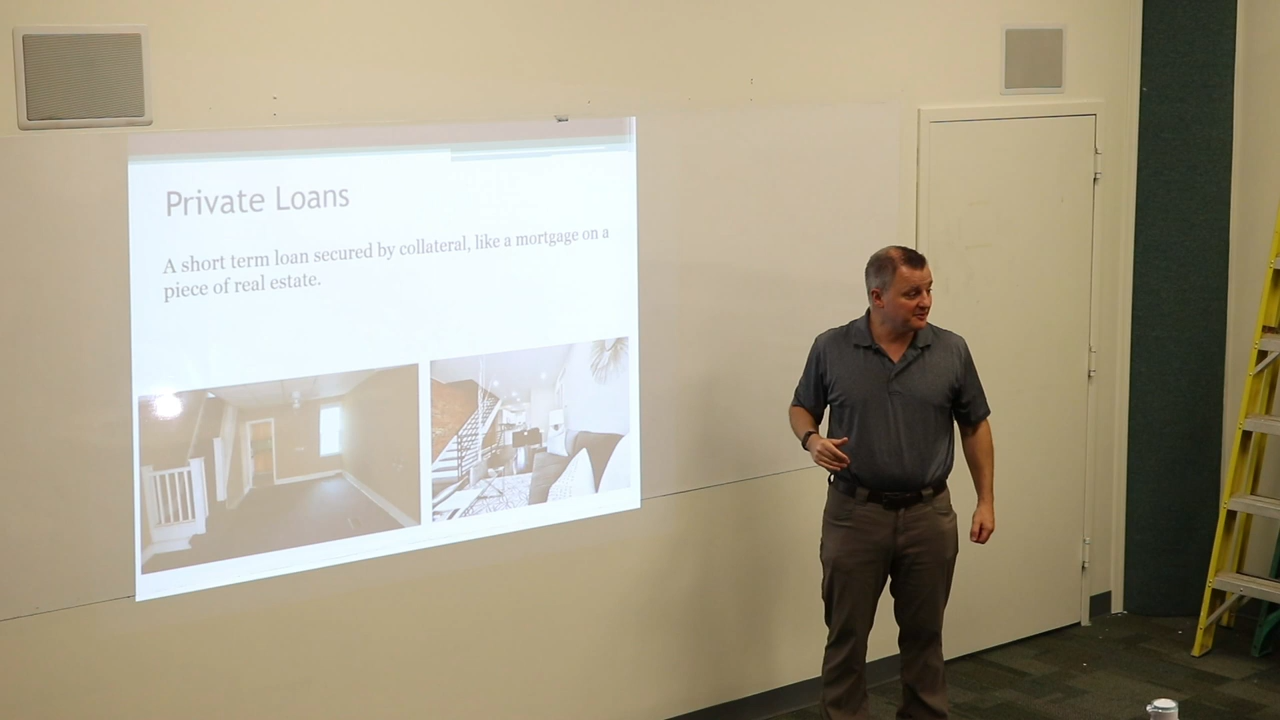 Private Loans
A short term loan secured by collateral, like a mortgage on a
piece of real estate.